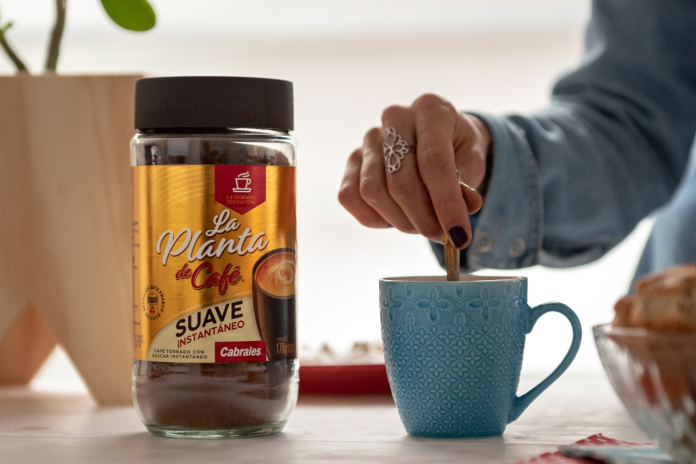 LA DORADA
TENTACIÓN
La
Planta
de Café
SUAVE
INSTANTÁNEO
CAFÉ TORRADO CON
AZÚCAR INSTANTÁNEO
Cabrales